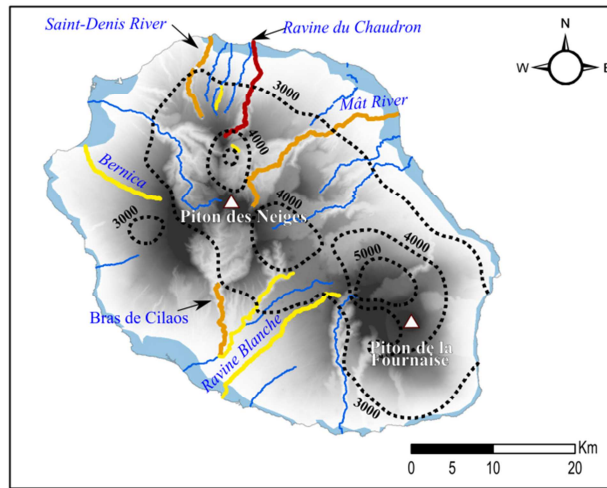 Saint-Denis River
Ravine du Chaudron
N
W
E
S
3000
Mât River
4000
Bernica
Piton des Neiges
4000
3000
4000
5000
Bras de Cilaos
Ravine Blanche
Piton de la
Fournaise
3000
Km
0 5 10 20